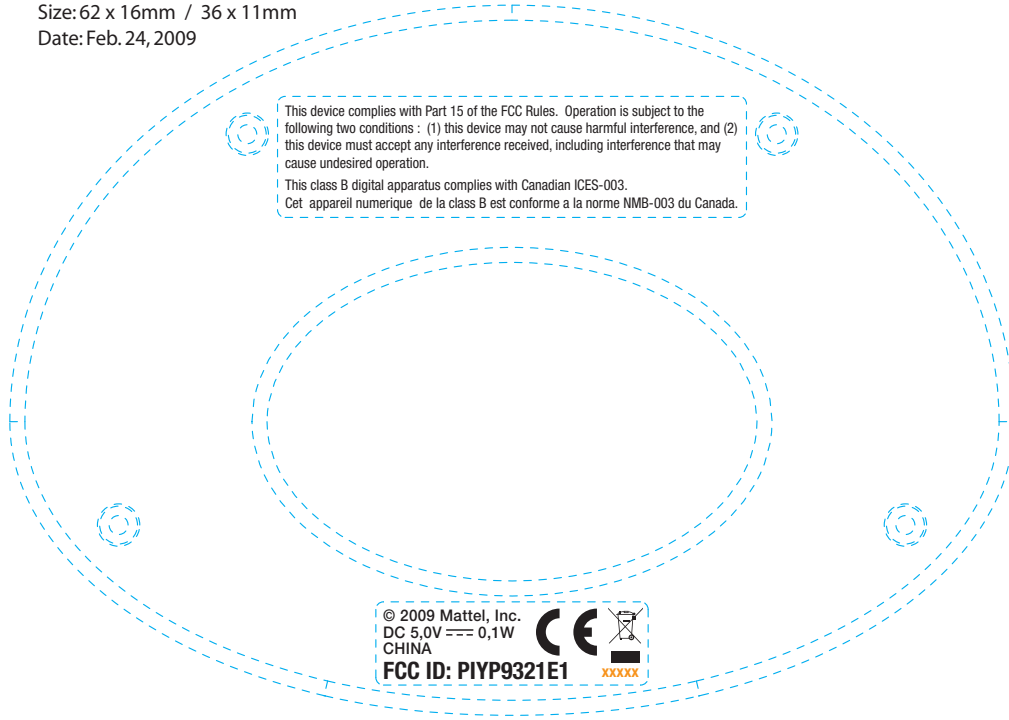 Size: 62 x 16mm / 36 x 11mm
Date: Feb. 24, 2009
This device complies with Part 15 of the FCC Rules. Operation is subject to the
following two conditions : (1) this device may not cause harmful interference, and (2)
this device must accept any interference received, including interference that may
cause undesired operation.
This class B digital apparatus complies with Canadian ICES-003.
Cet appareil numerique de la class B est conforme a la norme NMB-003 du Canada.
© 2009 Mattel, Inc.
DC 5,0V 0,1W
CHINA
FCC ID: PIYP9321E1
CE
xxxxx